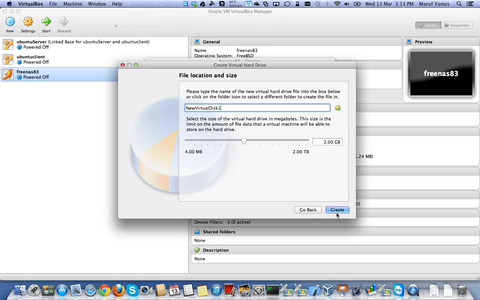 VirtualBox File Machine Window Help
Wed 13 Mar 3:13 PM Maruf Yunus
Oracle VM VirtualBox Manager
New Settings Start Discard
ubuntuServer (Linked Base for ubuntuServer and ubuntuclient
Powered Off
ubuntuclient
Powered Off
freenas83
Powered Off
General
Name: Freenas83
Operating System: FreeBSD
Preview
freenas83
Create Virtual Hard Drive
File location and size
Please type the name of the new virtual hard drive file into the box below
or click on the folder icon to select a different folder to create the file in.
NewVirtualDisk1
Select the size of the virtual hard drive in megabytes. This size is the
limit on the amount of file data that a virtual machine will be able to
store on the hard drive.
2.00 GB
4.00 MB 2.00 TB
Go Back Create
Device Filters: 0 (0 active)
Shared folders
None
Description
None